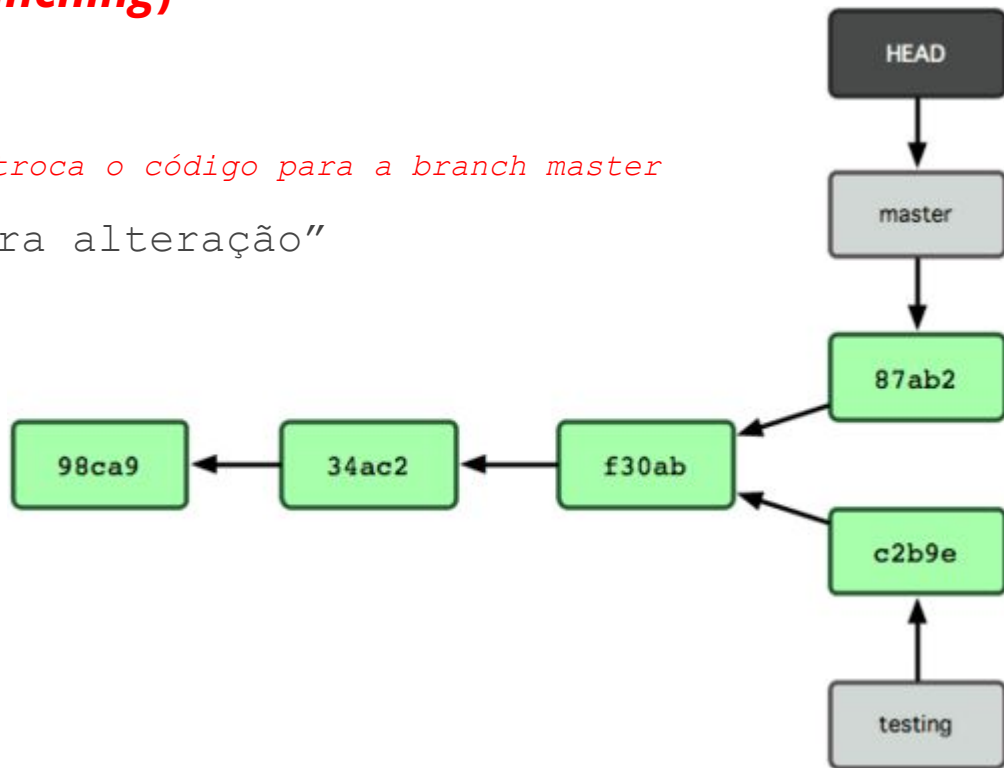 nching)
troca o código para a branch master
ra alteração”
HEAD
master
87ab2
98ca9
34ac2
f30ab
c2b9e
testing